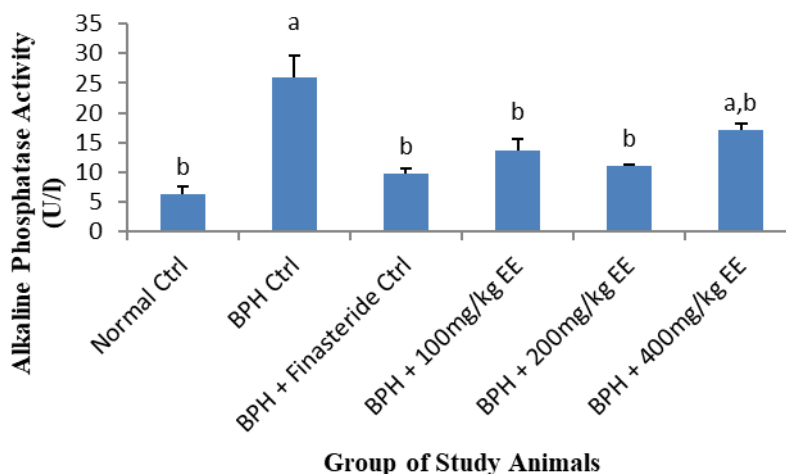 Alkaline Phosphatase Activity
(U/l)
35
30
25
20
15
10
5
0
b
a
b
b
b
a,b
Normal Ctrl
BPH Ctrl
BPH + Finasteride Ctrl
BPH + 100mg/kg EE
BPH + 200mg/kg EE
BPH + 400mg/kg EE
Group of Study Animals